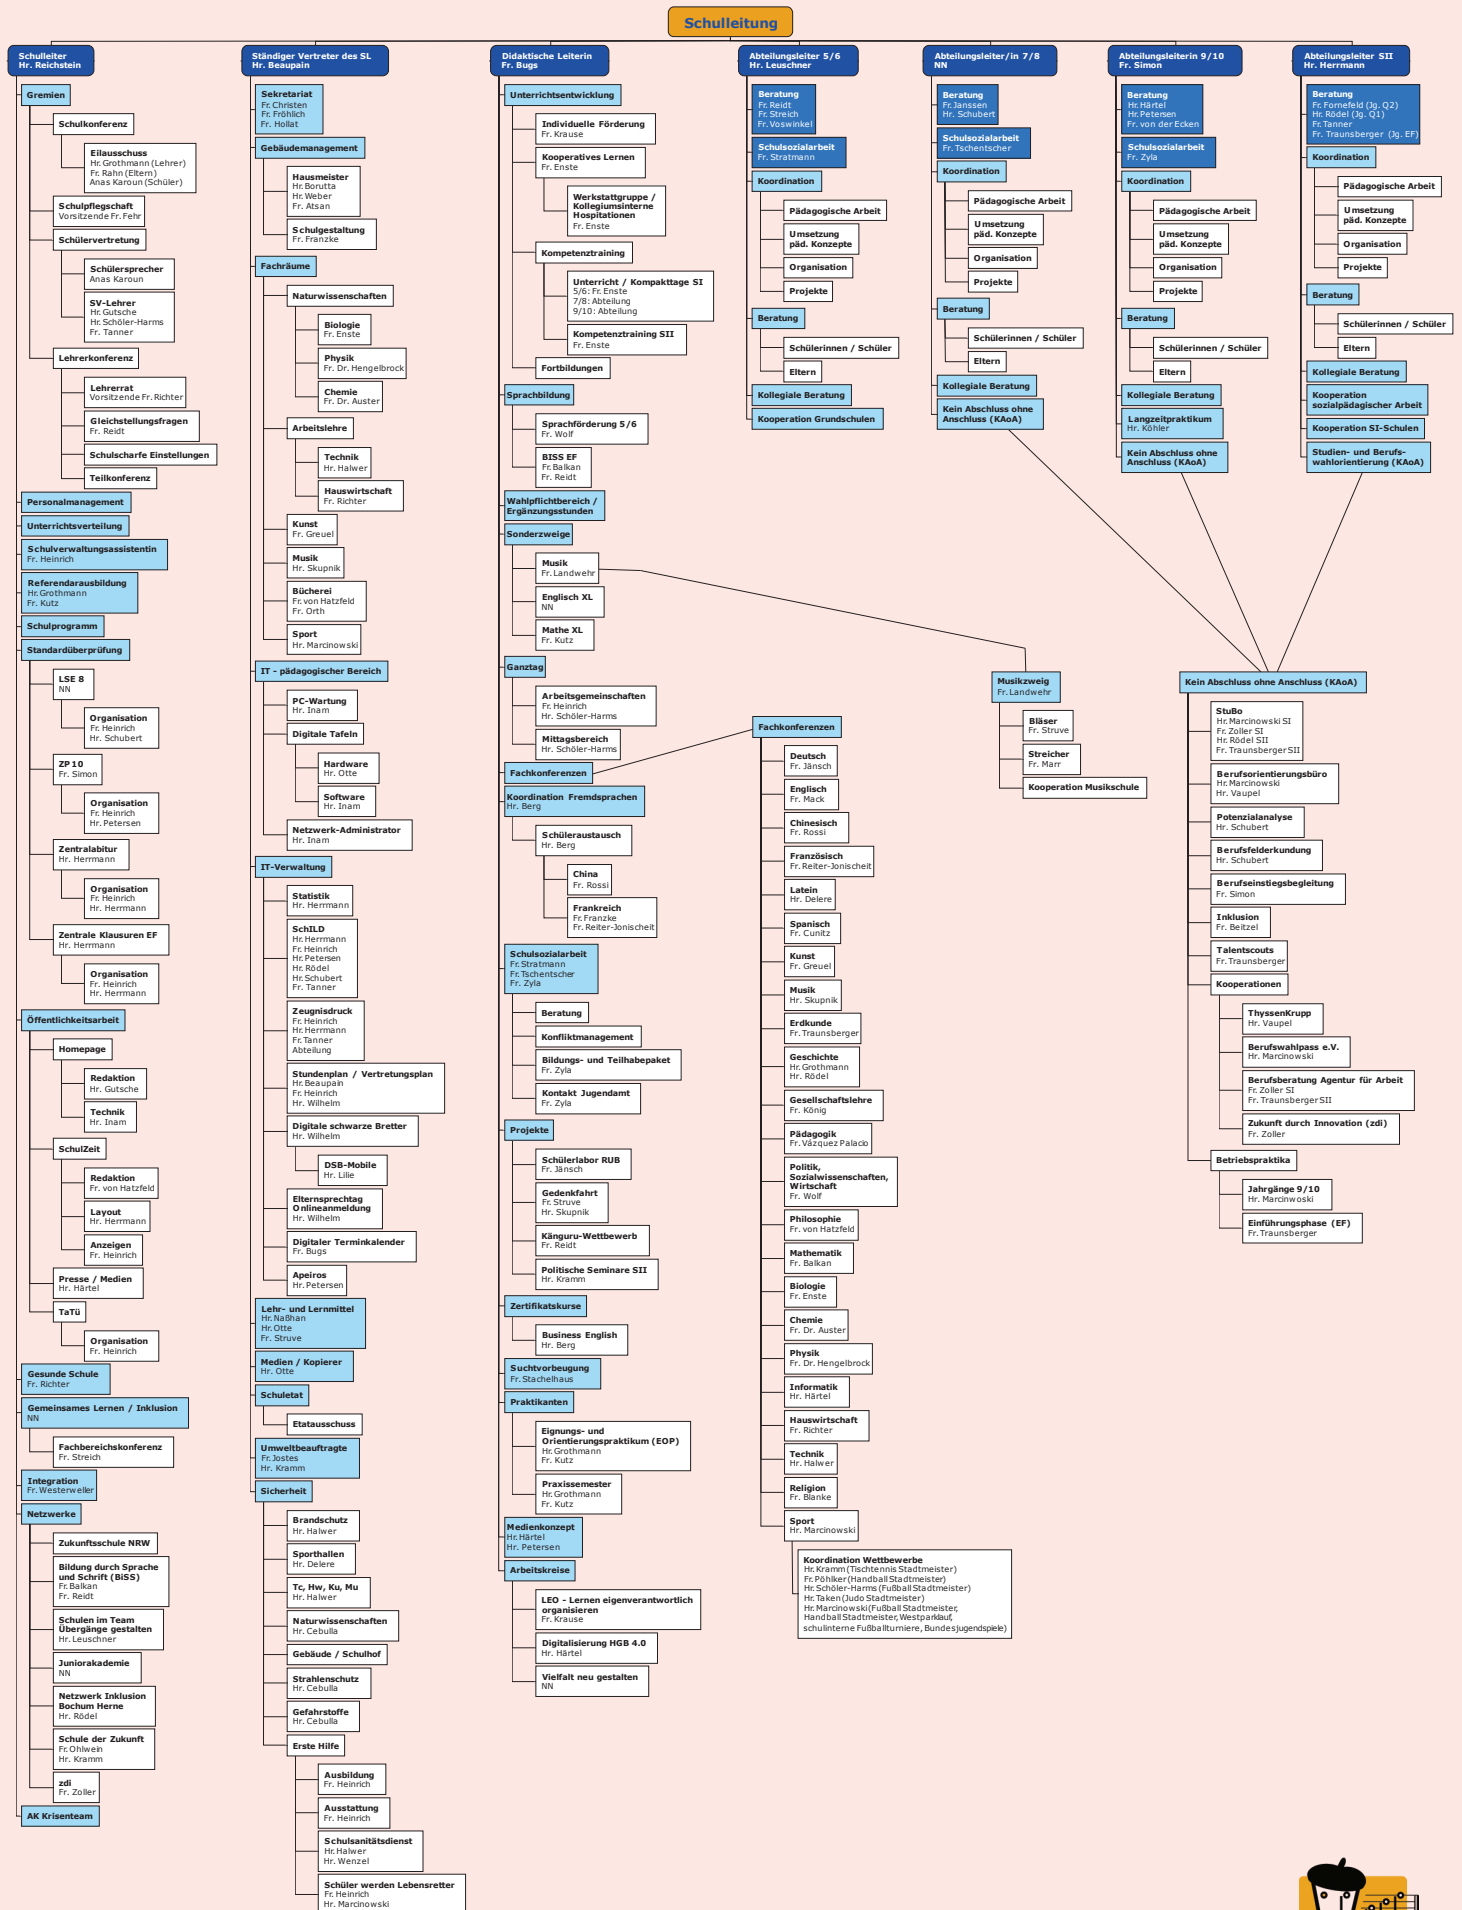 Schulleitung
Schulleiter
Hr. Reichstein
Gremien
Schulkonferenz
Eilausschuss
Hr. Grothmann (Lehrer)
Fr. Rahn (Eltern)
Anas Karoun (Schüler)
Schulpflegschaft
Vorsitzende Fr. Fehr
Schülervertretung
Schülersprecher
Anas Karoun
SV-Lehrer
Hr. Gutsche
Hr. Schöler-Harms
Fr. Tanner
Lehrerkonferenz
Lehrerrat
Vorsitzende Fr. Richter
Gleichstellungsfragen
Fr. Reidt
Schulscharfe Einstellungen
Teilkonferenz
Personalmanagement
Unterrichtsverteilung
Schulverwaltungsassistentin
Fr. Heinrich
Referendarausbildung
Hr. Grothmann
Fr. Kutz
Schulprogramm
Standardüberprüfung
LSE 8
NN
Organisation
Fr. Heinrich
Hr. Schubert
ZP 10
Fr. Simon
Organisation
Fr. Heinrich
Hr. Petersen
Zentralabitur
Hr. Herrmann
Organisation
Fr. Heinrich
Hr. Herrmann
Zentrale Klausuren EF
Hr. Herrmann
Organisation
Fr. Heinrich
Hr. Herrmann
Öffentlichkeitsarbeit
Homepage
Redaktion
Hr. Gutsche
Technik
Hr. Inam
SchulZeit
Redaktion
Fr. von Hatzfeld
Layout
Hr. Herrmann
Anzeigen
Fr. Heinrich
Presse / Medien
Hr. Härtel
TaTü
Organisation
Fr. Heinrich
Gesunde Schule
Fr. Richter
Gemeinsames Lernen / Inklusion
NN
Fachbereichskonferenz
Fr. Streich
Integration
Fr. Westerweller
Netzwerke
Zukunftsschule NRW
Bildung durch Sprache
und Schrift (BiSS)
Fr. Balkan
Fr. Reidt
Schulen im Team
Übergänge gestalten
Hr. Leuschner
Juniorakademie
NN
Netzwerk Inklusion
Bochum Herne
Hr. Rödel
Schule der Zukunft
Fr. Ohlwein
Hr. Kramm
zdi
Fr. Zoller
AK Krisenteam
Ständiger Vertreter des SL
Hr. Beaupain
Sekretariat
Fr. Christen
Fr. Fröhlich
Fr. Hollat
Gebäudemanagement
Hausmeister
Hr. Borutta
Hr. Weber
Fr. Atsan
Schulgestaltung
Fr. Franzke
Fachräume
Naturwissenschaften
Biologie
Fr. Enste
Physik
Fr. Dr. Hengelbrock
Chemie
Fr. Dr. Auster
Arbeitslehre
Technik
Hr. Halwer
Hauswirtschaft
Fr. Richter
Kunst
Fr. Greuel
Musik
Hr. Skupnik
Bücherei
Fr. von Hatzfeld
Fr. Orth
Sport
Hr. Marcinowski
IT - pädagogischer Bereich
PC-Wartung
Hr. Inam
Digitale Tafeln
Hardware
Hr. Otte
Software
Hr. Inam
Netzwerk-Administrator
Hr. Inam
IT-Verwaltung
Statistik
Hr. Herrmann
SchILD
Hr. Herrmann
Fr. Heinrich
Hr. Petersen
Hr. Rödel
Hr. Schubert
Fr. Tanner
Zeugnisdruck
Fr. Heinrich
Hr. Herrmann
Fr. Tanner
Abteilung
Stundenplan / Vertretungsplan
Hr. Beaupain
Fr. Heinrich
Hr. Wilhelm
Digitale schwarze Bretter
Hr. Wilhelm
DSB-Mobile
Hr. Lilie
Elternsprechtag
Onlineanmeldung
Hr. Wilhelm
Digitaler Terminkalender
Fr. Bugs
Apeiros
Hr. Petersen
Lehr- und Lernmittel
Hr. Naßhan
Hr. Otte
Fr. Struve
Medien / Kopierer
Hr. Otte
Schuletat
Etatausschuss
Umweltbeauftragte
Fr. Jostes
Hr. Kramm
Sicherheit
Brandschutz
Hr. Halwer
Sporthallen
Hr. Delere
Tc, Hw, Ku, Mu
Hr. Halwer
Naturwissenschaften
Hr. Cebulla
Gebäude / Schulhof
Strahlenschutz
Hr. Cebulla
Gefahrstoffe
Hr. Cebulla
Erste Hilfe
Ausbildung
Fr. Heinrich
Ausstattung
Fr. Heinrich
Schulsanitätsdienst
Hr. Halwer
Hr. Wenzel
Schüler werden Lebensretter
Fr. Heinrich
Hr. Marcinowski
Didaktische Leiterin
Fr. Bugs
Unterrichtsentwicklung
Individuelle Förderung
Fr. Krause
Kooperatives Lernen
Fr. Enste
Werkstattgruppe /
Kollegiumsinterne
Hospitationen
Fr. Enste
Kompetenztraining
Unterricht / Kompakttage SI
5/6: Fr. Enste
7/8: Abteilung
9/10: Abteilung
Kompetenztraining SII
Fr. Enste
Fortbildungen
Sprachbildung
Sprachförderung 5/6
Fr. Wolf
BISS EF
Fr. Balkan
Fr. Reidt
Wahlpflichtbereich /
Ergänzungsstunden
Sonderzweige
Musik
Fr. Landwehr
Englisch XL
NN
Mathe XL
Fr. Kutz
Ganztag
Arbeitsgemeinschaften
Fr. Heinrich
Hr. Schöler-Harms
Mittagsbereich
Hr. Schöler-Harms
Fachkonferenzen
Koordination Fremdsprachen
Hr. Berg
Schüleraustausch
Hr. Berg
China
Fr. Rossi
Frankreich
Fr. Franzke
Fr. Reiter-Jonischeit
Schulsozialarbeit
Fr. Stratmann
Fr. Tschentscher
Fr. Zyla
Beratung
Konfliktmanagement
Bildungs- und Teilhabepaket
Fr. Zyla
Kontakt Jugendamt
Fr. Zyla
Projekte
Schülerlabor RUB
Fr. Jänsch
Gedenkfahrt
Fr. Struve
Hr. Skupnik
Känguru-Wettbewerb
Fr. Reidt
Politische Seminare SII
Hr. Kramm
Zertifikatskurse
Business English
Hr. Berg
Suchtvorbeugung
Fr. Stachelhaus
Praktikanten
Eignungs- und
Orientierungspraktikum (EOP)
Hr. Grothmann
Fr. Kutz
Praxissemester
Hr. Grothmann
Fr. Kutz
Medienkonzept
Hr. Härtel
Hr. Petersen
Arbeitskreise
LEO - Lernen eigenverantwortlich
organisieren
Fr. Krause
Digitalisierung HGB 4.0
Hr. Härtel
Vielfalt neu gestalten
NN
Abteilungsleiter 5/6
Hr. Leuschner
Beratung
Fr. Reidt
Fr. Streich
Fr. Voswinkel
Schulsozialarbeit
Fr. Stratmann
Koordination
Pädagogische Arbeit
Umsetzung
päd. Konzepte
Organisation
Projekte
Beratung
Schülerinnen / Schüler
Eltern
Kollegiale Beratung
Kooperation Grundschulen
Fachkonferenzen
Deutsch
Fr. Jänsch
Englisch
Fr. Mack
Chinesisch
Fr. Rossi
Französisch
Fr. Reiter-Jonischeit
Latein
Hr. Delere
Spanisch
Fr. Cunitz
Kunst
Fr. Greuel
Musik
Hr. Skupnik
Erdkunde
Fr. Traunsberger
Geschichte
Hr. Grothmann
Hr. Rödel
Gesellschaftslehre
Fr. König
Pädagogik
Fr. Vázquez Palacio
Politik,
Sozialwissenschaften,
Wirtschaft
Fr. Wolf
Philosophie
Fr. von Hatzfeld
Mathematik
Fr. Balkan
Biologie
Fr. Enste
Chemie
Fr. Dr. Auster
Physik
Fr. Dr. Hengelbrock
Informatik
Hr. Härtel
Hauswirtschaft
Fr. Richter
Technik
Hr. Halwer
Religion
Fr. Blanke
Sport
Hr. Marcinowski
Koordination Wettbewerbe
Hr. Kramm (Tischtennis Stadtmeister)
Fr. Pöhlker (Handball Stadtmeister)
Hr. Schöler-Harms (Fußball Stadtmeister)
Hr. Taken (Judo Stadtmeister)
Hr. Marcinowski (Fußball Stadtmeister,
Handball Stadtmeister, Westparklauf,
schulinterne Fußballturniere, Bundesjugendspiele)
Abteilungsleiter/in 7/8
NN
Beratung
Fr. Janssen
Hr. Schubert
Schulsozialarbeit
Fr. Tschentscher
Koordination
Pädagogische Arbeit
Umsetzung
päd. Konzepte
Organisation
Projekte
Beratung
Schülerinnen / Schüler
Eltern
Kollegiale Beratung
Kein Abschluss ohne
Anschluss (KAoA)
Musikzweig
Fr. Landwehr
Bläser
Fr. Struve
Streicher
Fr. Marr
Kooperation Musikschule
Abteilungsleiterin 9/10
Fr. Simon
Beratung
Hr. Härtel
Hr. Petersen
Fr. von der Ecken
Schulsozialarbeit
Fr. Zyla
Koordination
Pädagogische Arbeit
Umsetzung
päd. Konzepte
Organisation
Projekte
Beratung
Schülerinnen / Schüler
Eltern
Kollegiale Beratung
Langzeitpraktikum
Hr. Köhler
Kein Abschluss ohne
Anschluss (KAoA)
Abteilungsleiter SII
Hr. Herrmann
Beratung
Fr. Fornefeld (Jg. Q2)
Hr. Rödel (Jg. Q1)
Fr. Tanner
Fr. Traunsberger (Jg. EF)
Koordination
Pädagogische Arbeit
Umsetzung
päd. Konzepte
Organisation
Projekte
Beratung
Schülerinnen / Schüler
Eltern
Kollegiale Beratung
Kooperation
sozialpädagischer Arbeit
Kooperation SI-Schulen
Studien- und Berufs-
wahlorientierung (KAoA)
Kein Abschluss ohne Anschluss (KAoA)
StuBo
Hr. Marcinowski SI
Fr. Zoller SI
Hr. Rödel SII
Fr. Traunsberger SII
Berufsorientierungsbüro
Hr. Marcinowski
Hr. Vaupel
Potenzialanalyse
Hr. Schubert
Berufsfelderkundung
Hr. Schubert
Berufseinstiegsbegleitung
Fr. Simon
Inklusion
Fr. Beitzel
Talentscouts
Fr. Traunsberger
Kooperationen
ThyssenKrupp
Hr. Vaupel
Berufswahlpass e.V.
Hr. Marcinowski
Berufsberatung Agentur für Arbeit
Fr. Zoller SI
Fr. Traunsberger SII
Zukunft durch Innovation (zdi)
Fr. Zoller
Betriebspraktika
Jahrgänge 9/10
Hr. Marcinwoski
Einführungsphase (EF)
Fr. Traunsberger